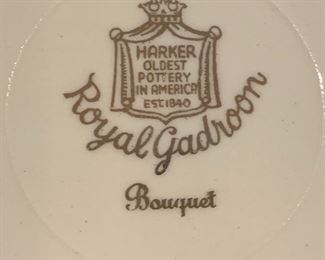 HARKER
OLDEST
POTTERY
IN AMERICA
EST. 1840
Royal Gadroon
Bouquet